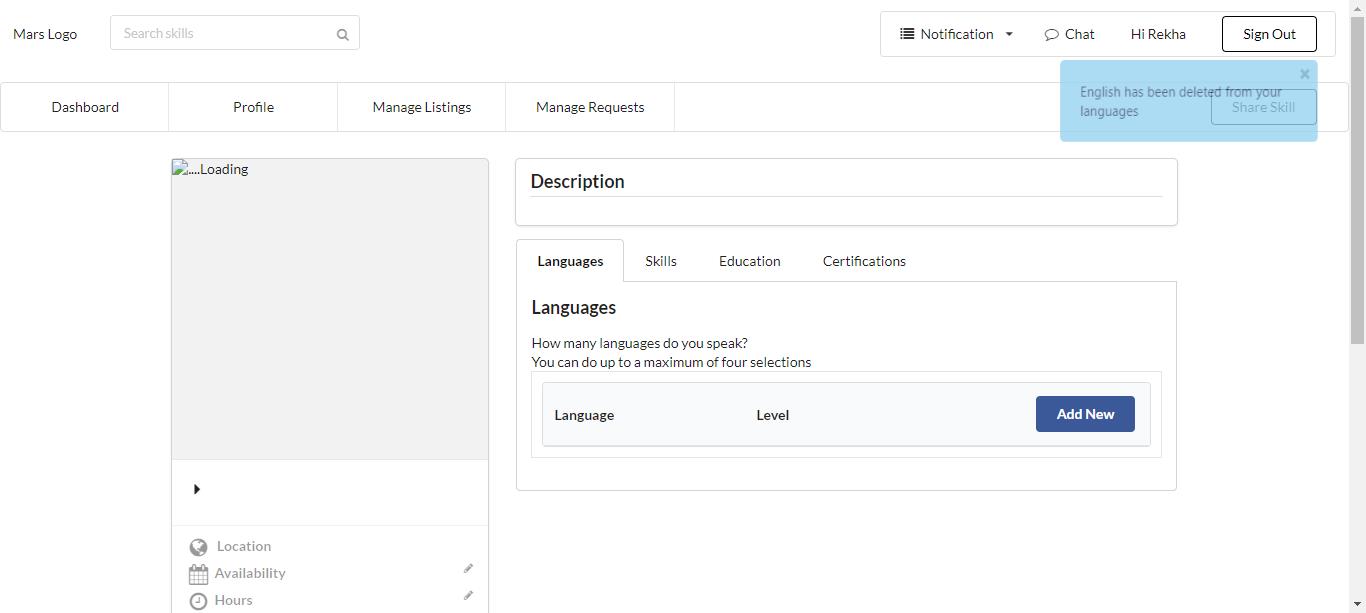 Mars Logo
Search skills
Notification
Chat
Hi Rekha
Sign Out
English has been deleted from your
languages
Dashboard
Profile
Manage Listings
Manage Requests
Share Skill
....Loading
Description
Languages
Skills
Education
Certifications
Languages
How many languages do you speak?
You can do up to a maximum of four selections
Language
Level
Add New
Location
Availability
Hours